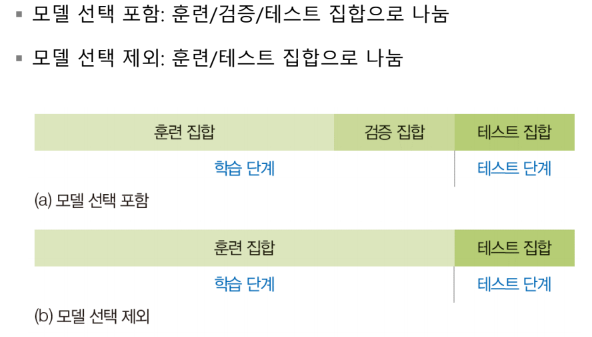 ▪ 모델 선택 포함: 훈련/검증/테스트 집합으로 나눔
▪ 모델 선택 제외: 훈련/테스트 집합으로 나눔
훈련 집합 검증 집합 테스트 집합
학습 단계 테스트 단계
(a) 모델 선택 포함
훈련 집합 테스트 집합
학습 단계 테스트 단계
(b) 모델 선택 제외